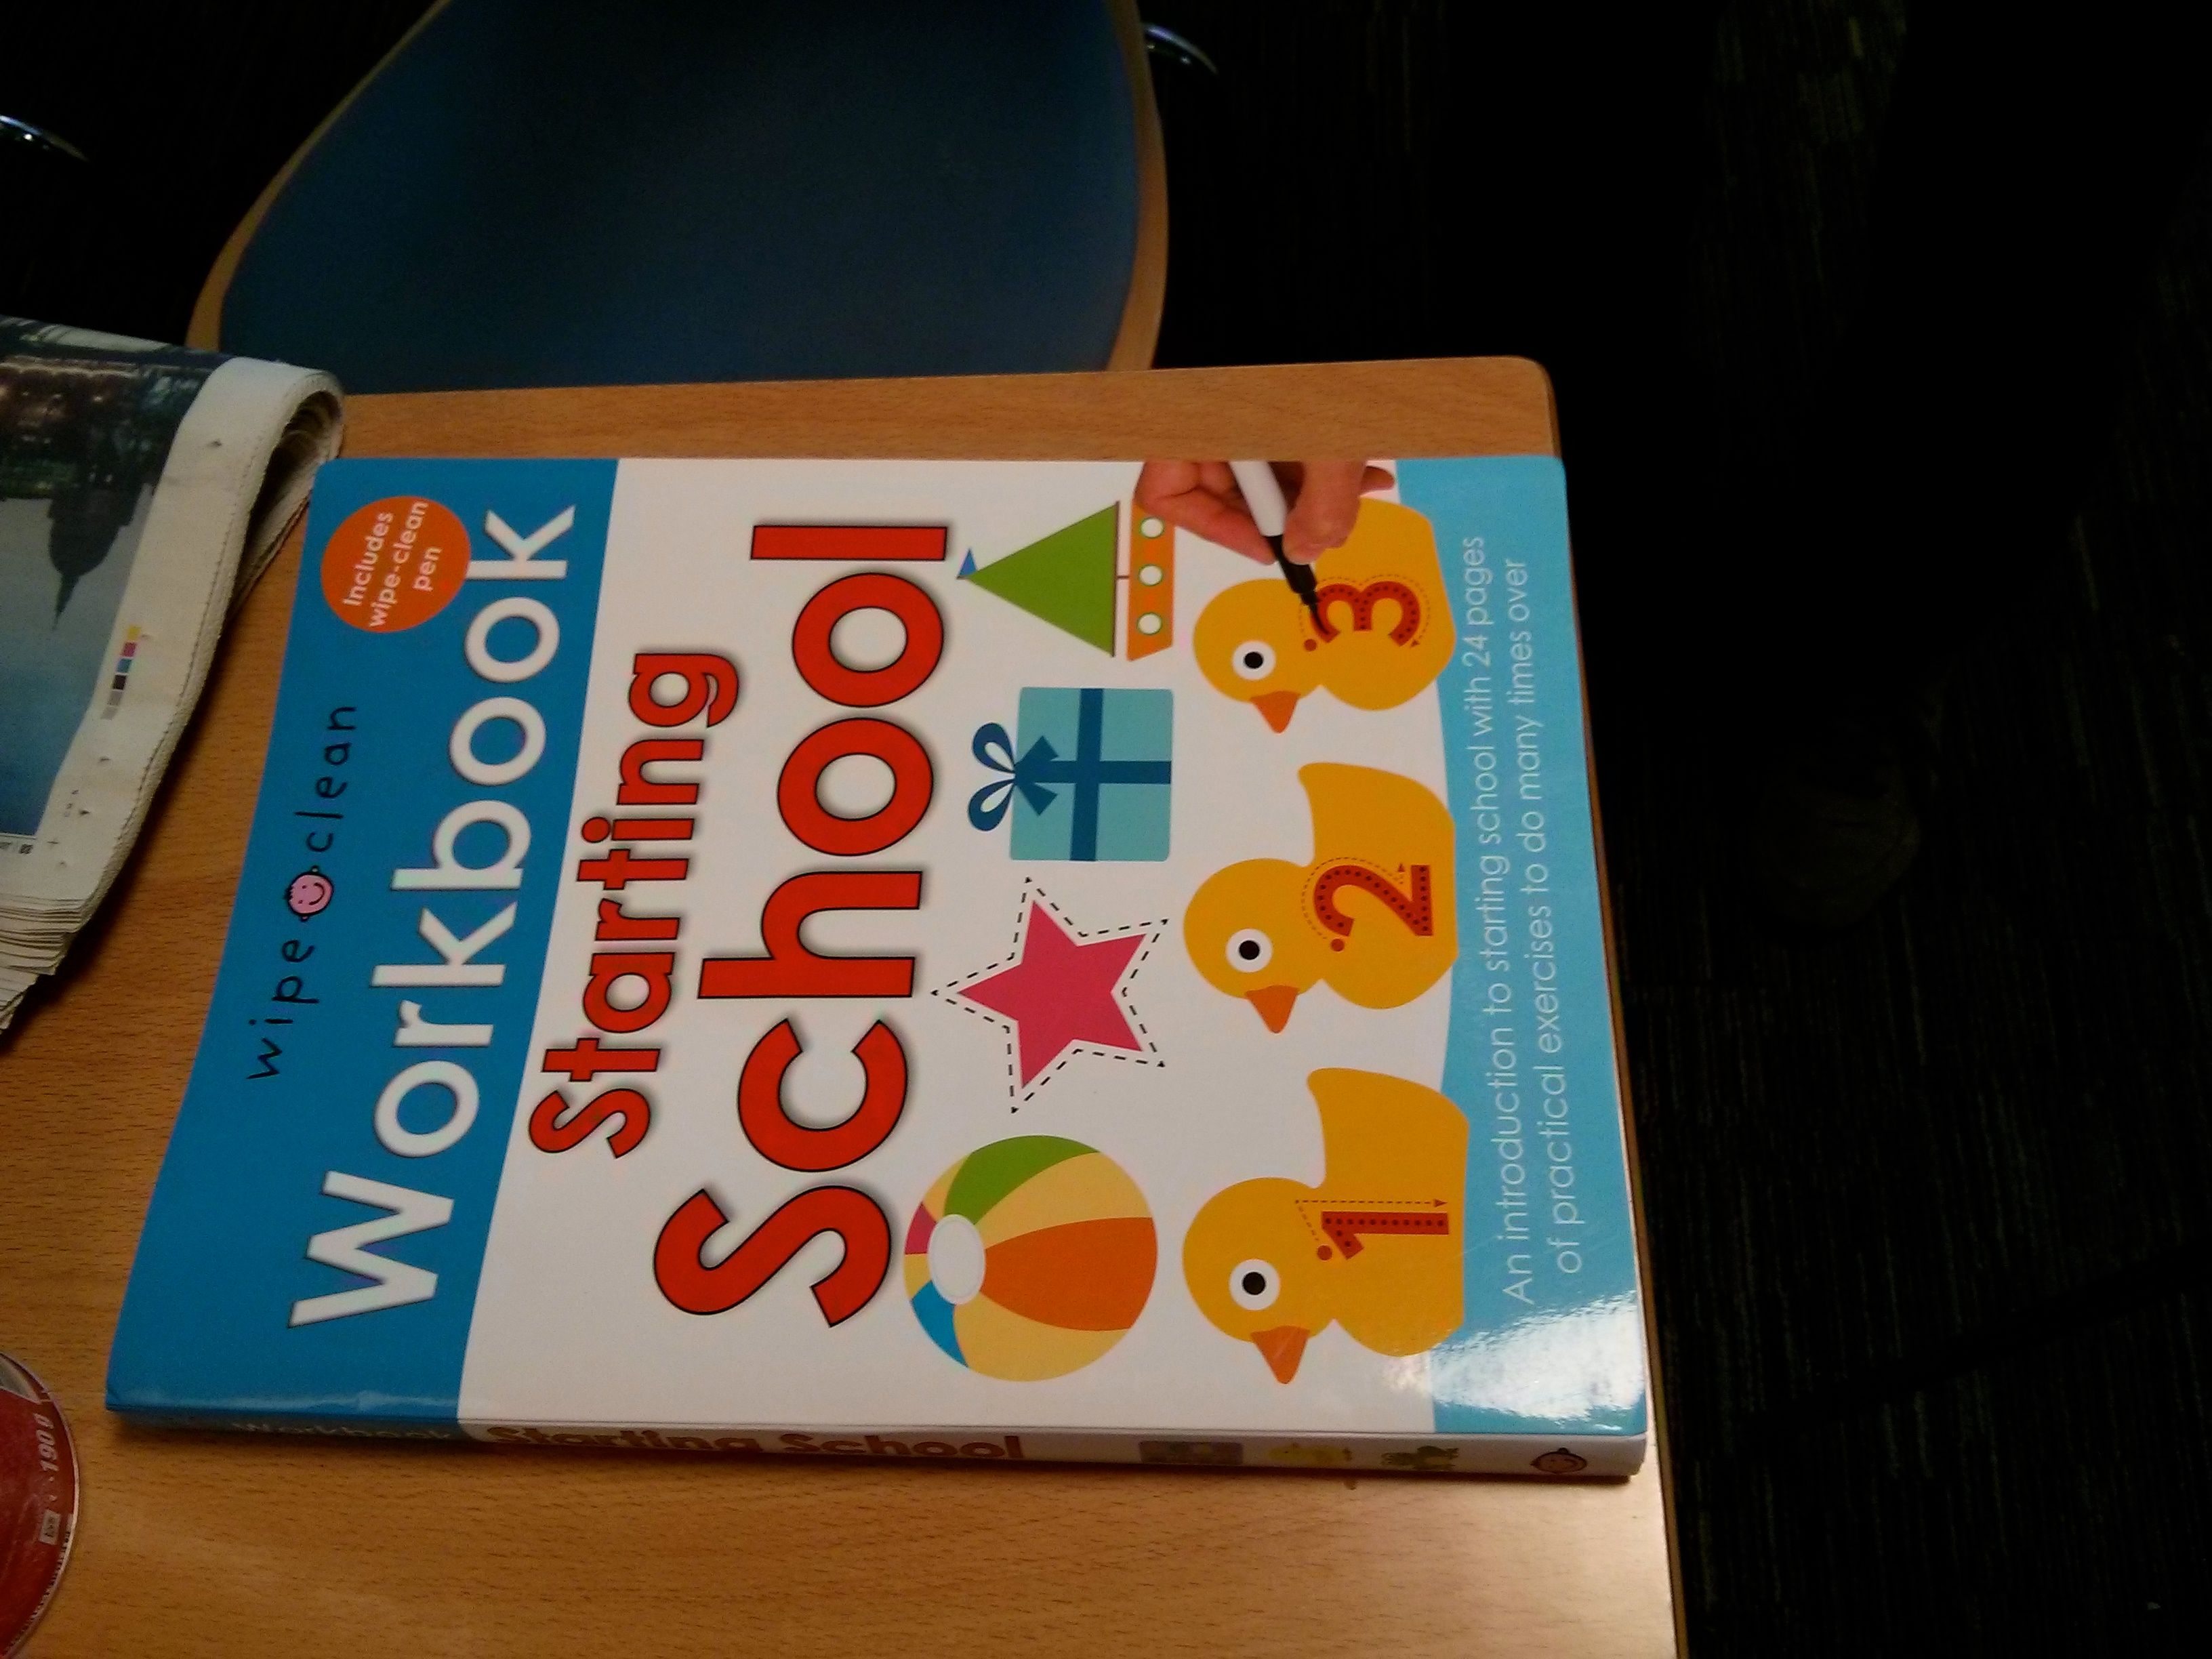 wipe clean
Workbook
Includes
wipe-clean
pen
Starting
School
1 2 3
An introduction to starting school with 24 pages
of practical exercises to do many times over
Workbook Starting School
190 g